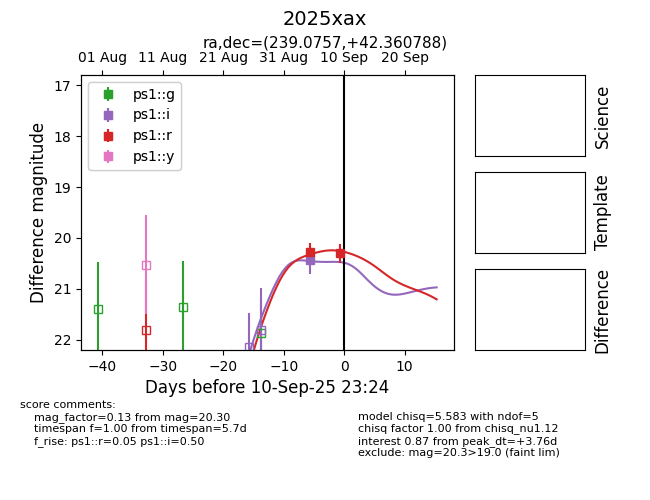 2025xax
ra,dec=(239.0757,+42.360788)
01 Aug 11 Aug 21 Aug 31 Aug 10 Sep 20 Sep
17
18
19
20
21
22
Difference magnitude
ps1::g
ps1::i
ps1::r
ps1::y
−40 −30 −20 −10 0 10
Days before 10-Sep-25 23:24
Science
Template
Difference
score comments:
mag_factor=0.13 from mag=20.30
timespan f=1.00 from timespan=5.7d
f_rise: ps1::r=0.05 ps1::i=0.50
model chisq=5.583 with ndof=5
chisq factor 1.00 from chisq_nu1.12
interest 0.87 from peak_dt=+3.76d
exclude: mag=20.3>19.0 (faint lim)